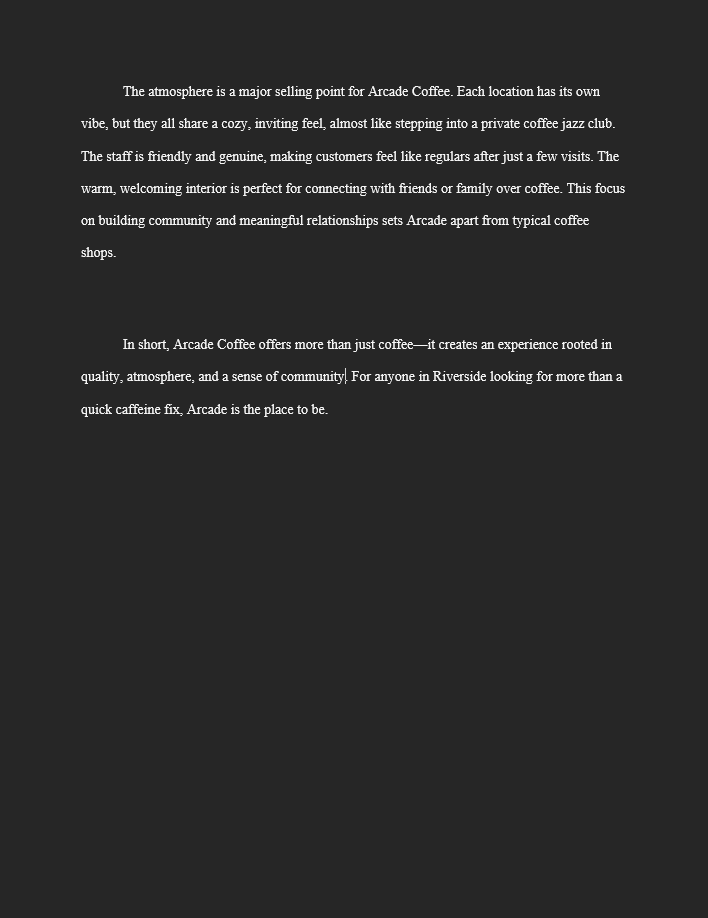 The atmosphere is a major selling point for Arcade Coffee. Each location has its own
vibe, but they all share a cozy, inviting feel, almost like stepping into a private coffee jazz club.
The staff is friendly and genuine, making customers feel like regulars after just a few visits. The
warm, welcoming interior is perfect for connecting with friends or family over coffee. This focus
on building community and meaningful relationships sets Arcade apart from typical coffee
shops.
In short, Arcade Coffee offers more than just coffee—it creates an experience rooted in
quality, atmosphere, and a sense of community. For anyone in Riverside looking for more than a
quick caffeine fix, Arcade is the place to be.